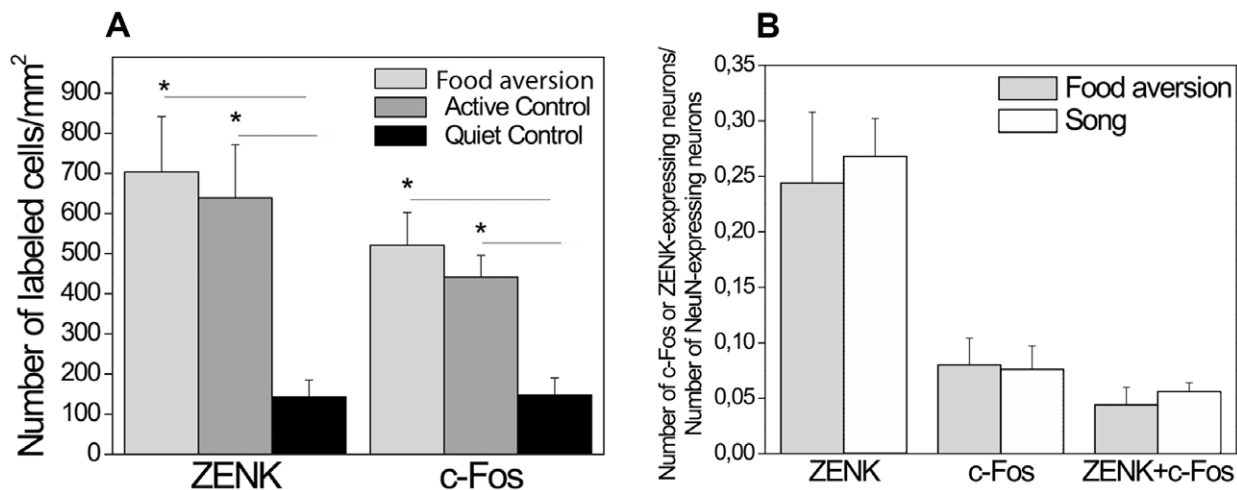 A
Number of labeled cells/mm²
900
800
700
600
500
400
300
200
100
0
*
*
*
*
Food aversion
Active Control
Quiet Control
ZENK
c-Fos
B
Number of c-Fos or ZENK-expressing neurons/
Number of NeuN-expressing neurons
0,35
0,30
0,25
0,20
0,15
0,10
0,05
0,00
Food aversion
Song
ZENK
c-Fos
ZENK+c-Fos